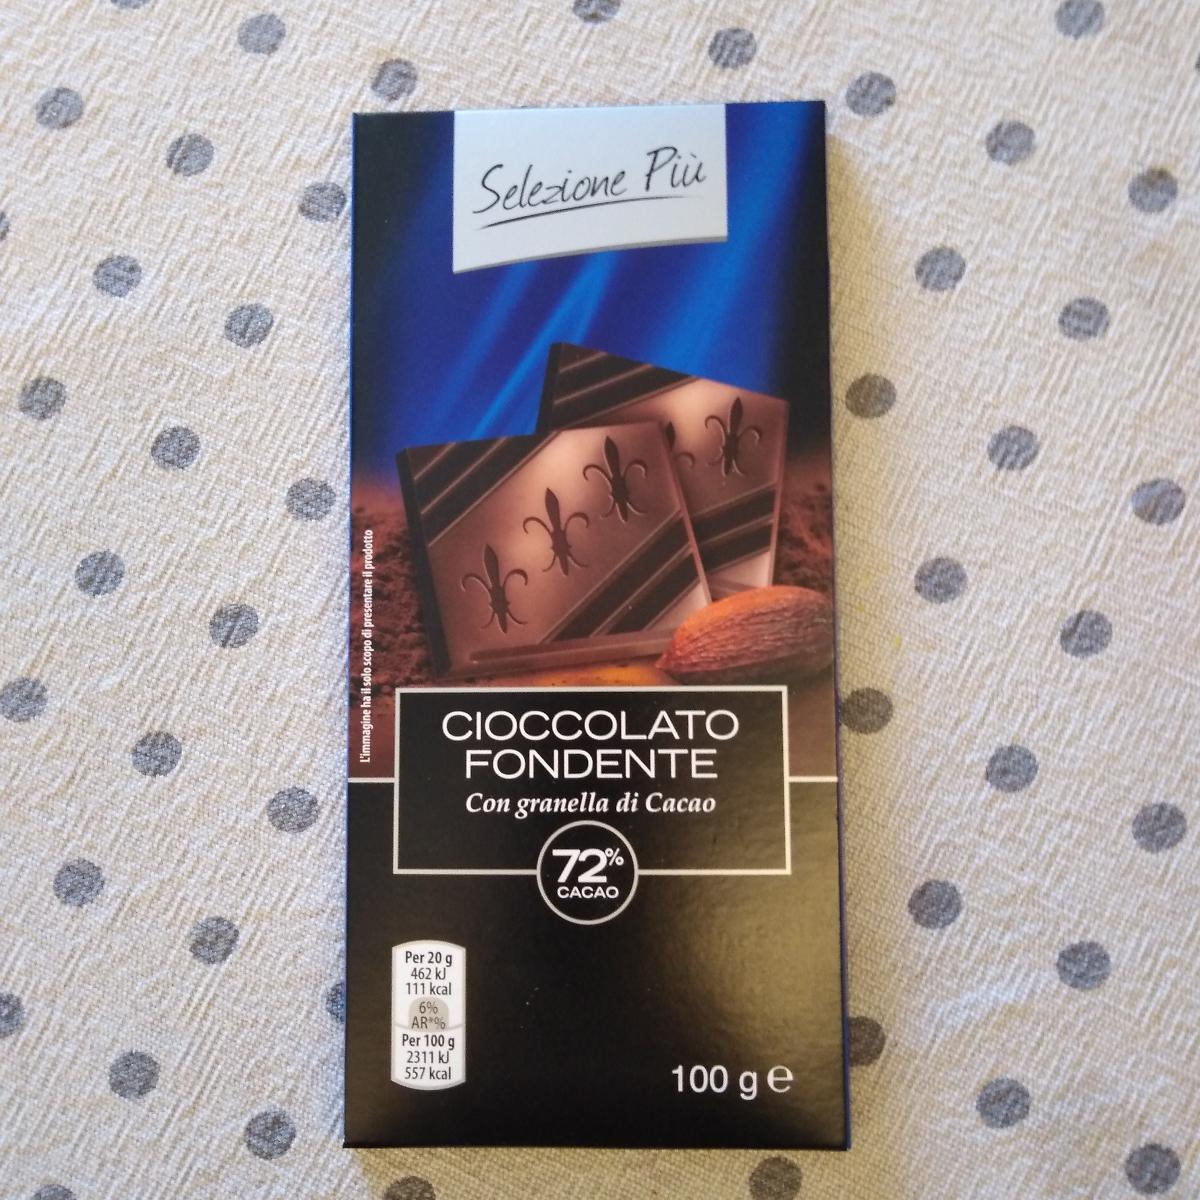 Selezione Più
L'immagine ha il solo scopo di presentare il prodotto
CIOCCOLATO
FONDENTE
Con granella di Cacao
72%
CACAO
Per 20 g
462 kJ
111 kcal
6%
AR*%
Per 100 g
2311 kJ
557 kcal
100 g e